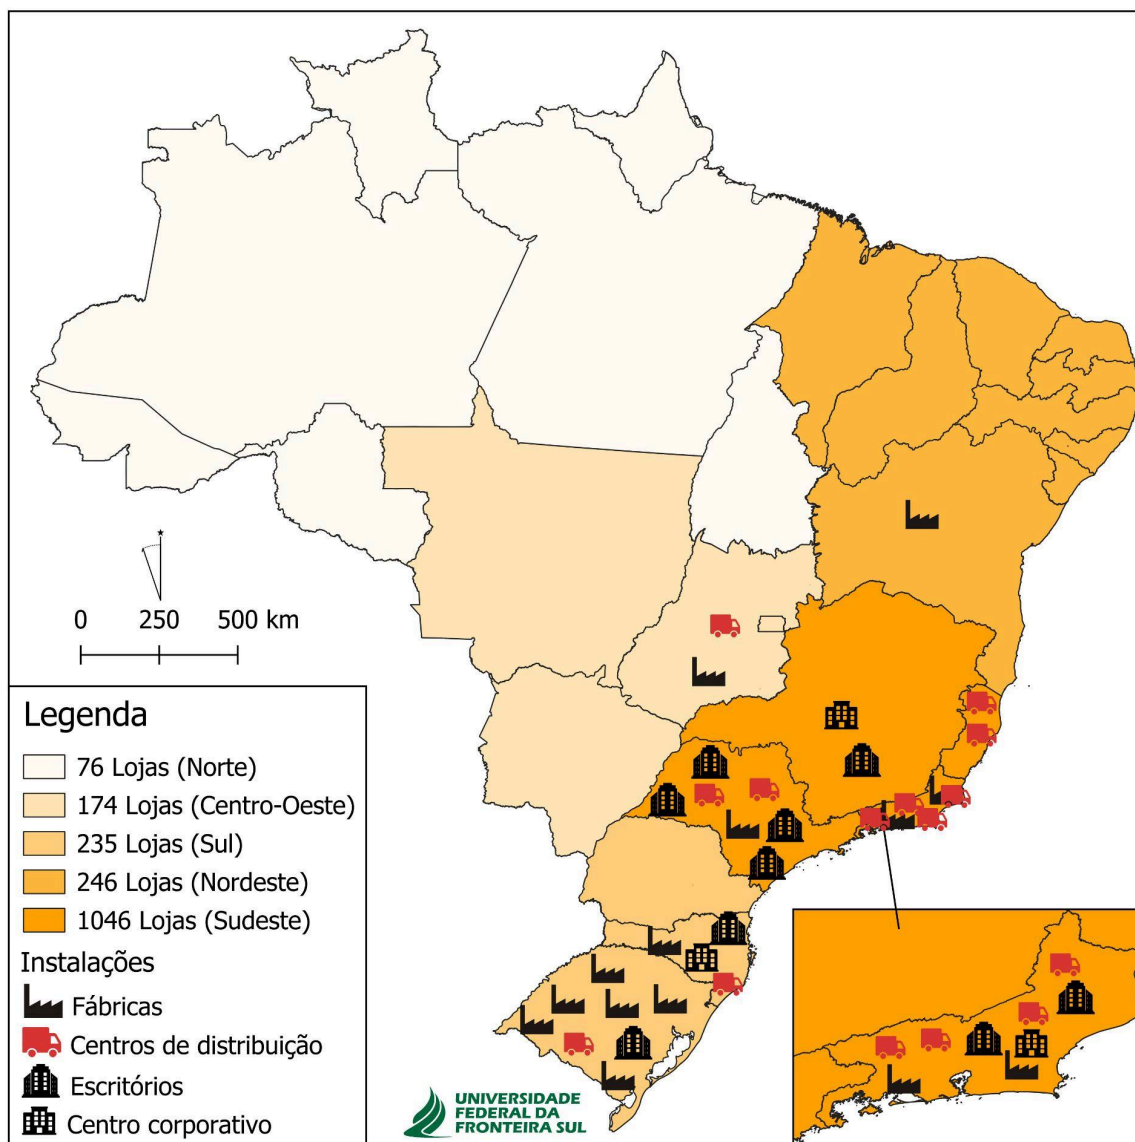 0 250 500 km
Legenda
76 Lojas (Norte)
174 Lojas (Centro-Oeste)
235 Lojas (Sul)
246 Lojas (Nordeste)
1046 Lojas (Sudeste)
Instalações
Fábricas
Centros de distribuição
Escritórios
Centro corporativo
UNIVERSIDADE
FEDERAL DA
FRONTEIRA SUL